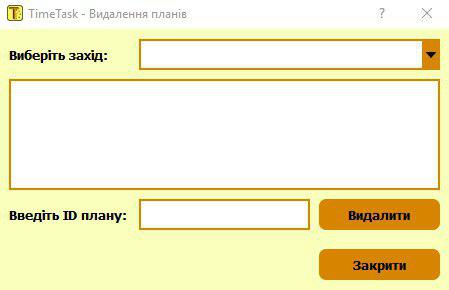 TimeTask - Видалення планів
Виберіть захід:
Введіть ID плану:
Видалити
Закрити